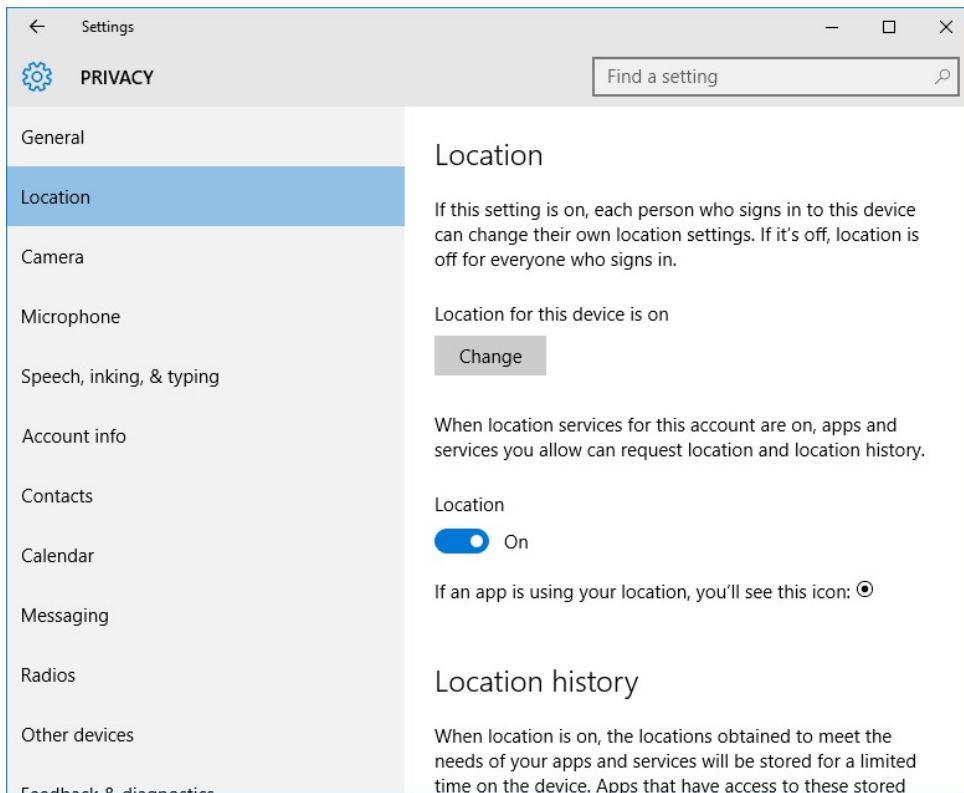 Settings
PRIVACY
Find a setting
General
Location
Camera
Microphone
Speech, inking, & typing
Account info
Contacts
Calendar
Messaging
Radios
Other devices
Feedback & diagnostics
Location
If this setting is on, each person who signs in to this device
can change their own location settings. If it's off, location is
off for everyone who signs in.
Location for this device is on
Change
When location services for this account are on, apps and
services you allow can request location and location history.
Location
On
If an app is using your location, you'll see this icon:
Location history
When location is on, the locations obtained to meet the
needs of your apps and services will be stored for a limited
time on the device. Apps that have access to these stored